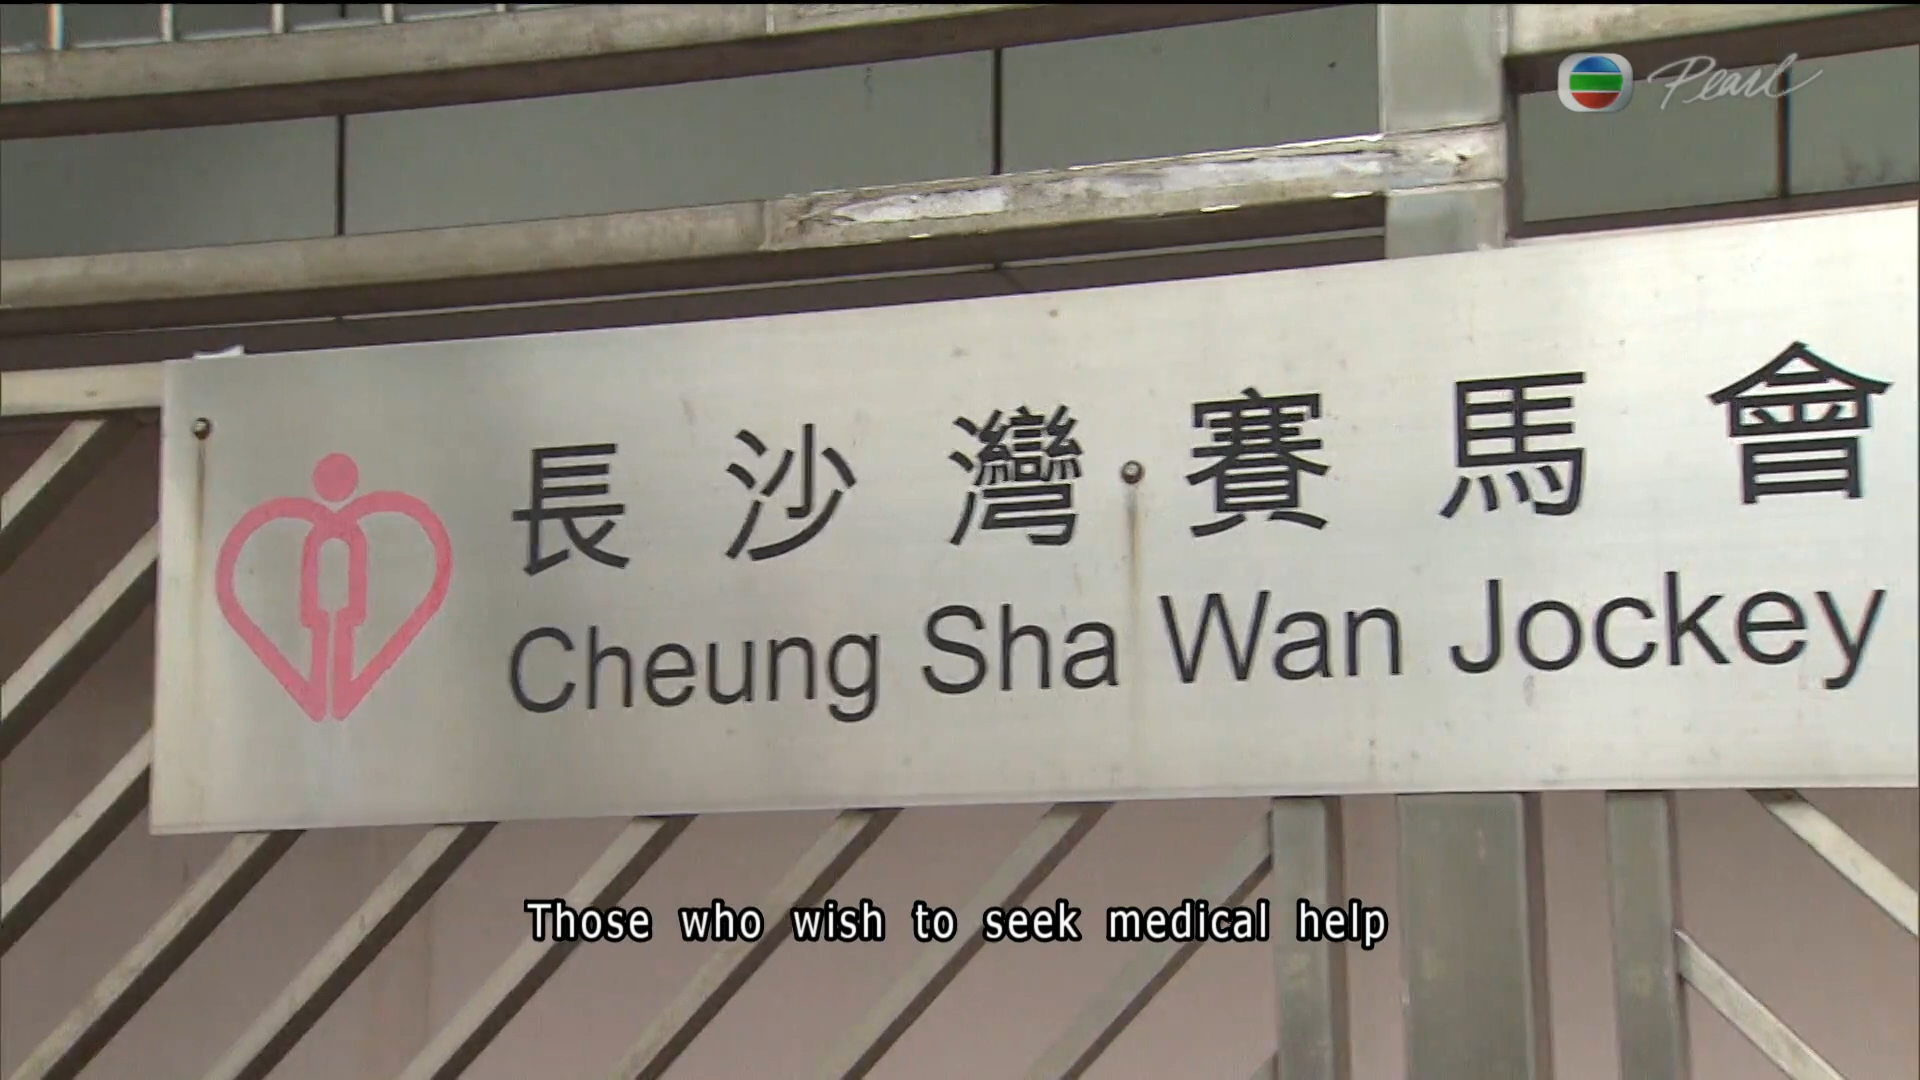 Pearl
長沙灣賽馬會
Cheung Sha Wan Jockey
Those who wish to seek medical help